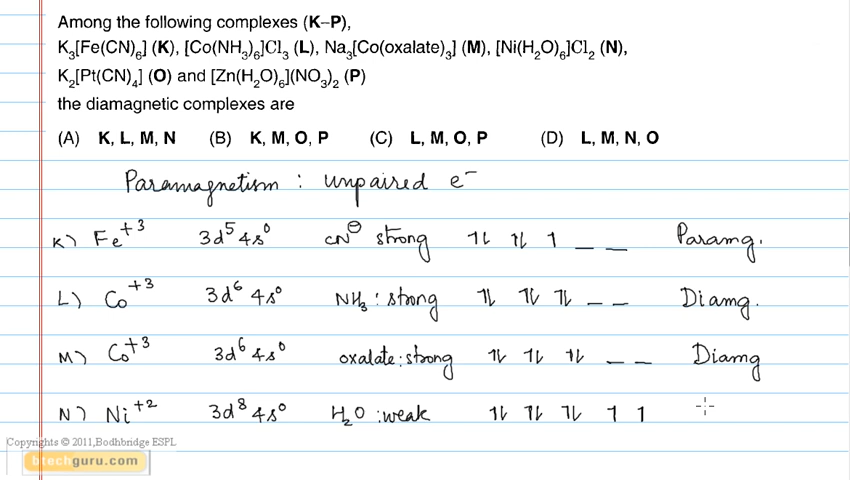 Among the following complexes (K–P),
K₃[Fe(CN)₆] (K), [Co(NH₃)₆]Cl₃ (L), Na₃[Co(oxalate)₃] (M), [Ni(H₂O)₆]Cl₂ (N),
K₂[Pt(CN)₄] (O) and [Zn(H₂O)₆](NO₃)₂ (P)
the diamagnetic complexes are
(A) K, L, M, N (B) K, M, O, P (C) L, M, O, P (D) L, M, N, O
Paramagnetism : unpaired e⁻
K) Fe⁺³ 3d⁵ 4s⁰ CN⊖ strong ⥮ ⥮ ↿ _ _ Paramg.
L) Co⁺³ 3d⁶ 4s⁰ NH₃ : strong ⥮ ⥮ ⥮ _ _ Diamg.
M) Co⁺³ 3d⁶ 4s⁰ oxalate : strong ⥮ ⥮ ⥮ _ _ Diamg
N) Ni⁺² 3d⁸ 4s⁰ H₂O : weak ⥮ ⥮ ⥮ ↿ ↿
Copyrights © 2011,Bodhbridge ESPL
btechguru.com